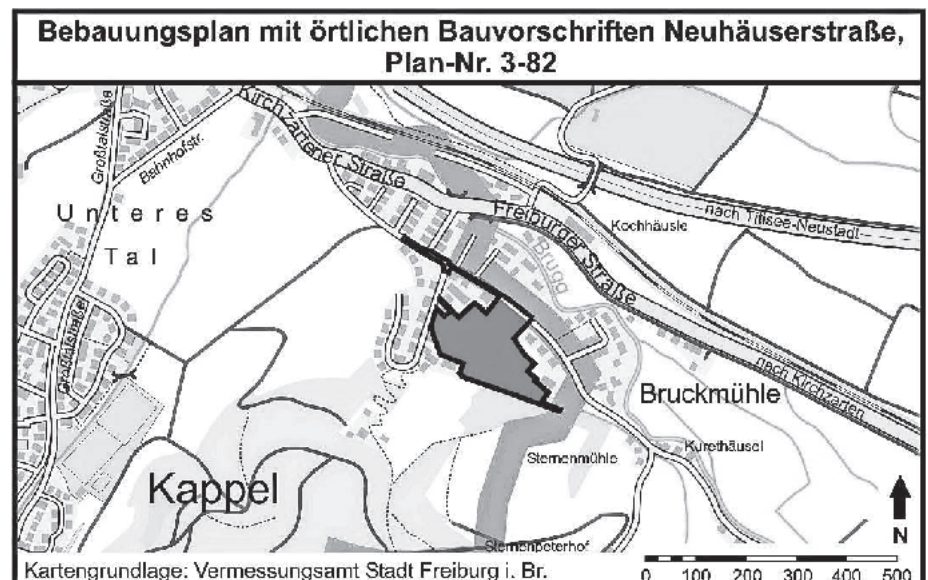 Bebauungsplan mit örtlichen Bauvorschriften Neuhäuserstraße,
Plan-Nr. 3-82
Großtalstraße
Bahnhofstr.
Kirchzartener Straße
Unteres
Tal
Freiburger Straße
Kochhäusle
nach Titisee-Neustadt
Brugg
Großtalstraße
nach Kirchzarten
Bruckmühle
Kurethäusel
Sternenmühle
Kappel
Sternenpeterhof
N
Kartengrundlage: Vermessungsamt Stadt Freiburg i. Br.
0 100 200 300 400 500